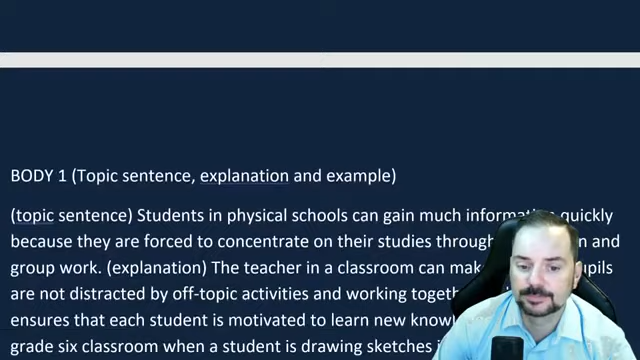 BODY 1 (Topic sentence, explanation and example)
(topic sentence) Students in physical schools can gain much information quickly
because they are forced to concentrate on their studies through and
group work. (explanation) The teacher in a classroom can
are not distracted by off-topic activities and working
ensures that each student is motivated to learn new
grade six classroom when a student is drawing sketches